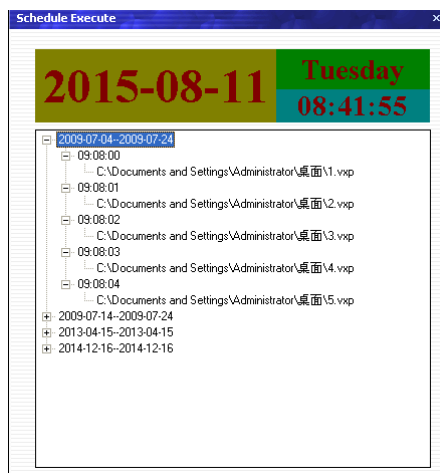 Schedule Execute
2015-08-11
Tuesday
08:41:55
2009-07-04--2009-07-24
09:08:00
C:\Documents and Settings\Administrator\桌面\1.vxp
09:08:01
C:\Documents and Settings\Administrator\桌面\2.vxp
09:08:02
C:\Documents and Settings\Administrator\桌面\3.vxp
09:08:03
C:\Documents and Settings\Administrator\桌面\4.vxp
09:08:04
C:\Documents and Settings\Administrator\桌面\5.vxp
2009-07-14--2009-07-24
2013-04-15--2013-04-15
2014-12-16--2014-12-16